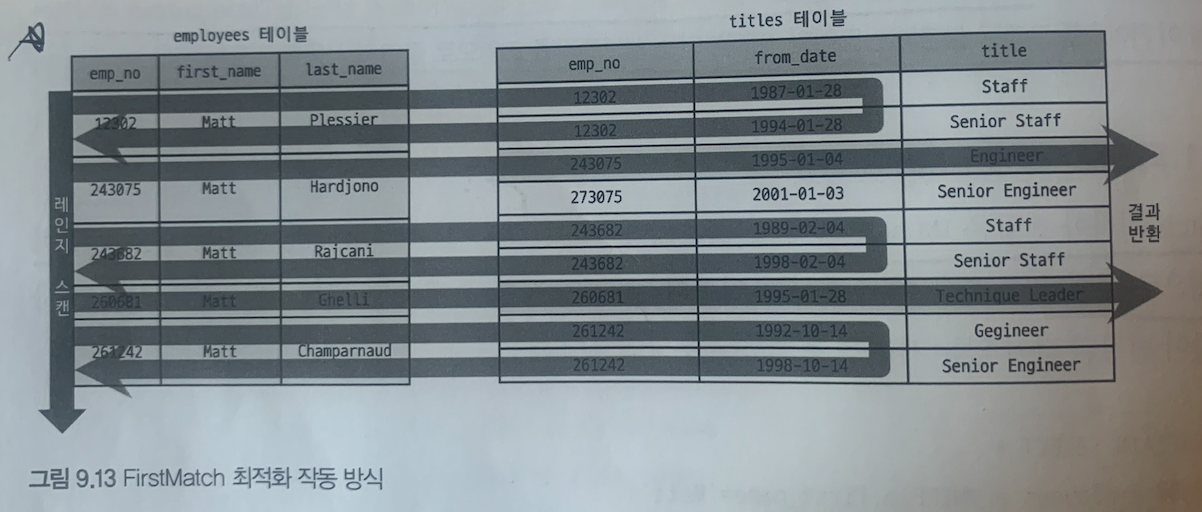 employees 테이블
titles 테이블
emp_no first_name last_name
emp_no from_date title
12302 Matt Plessier
243075 Matt Hardjono
243682 Matt Rajcani
260681 Matt Gnelli
261242 Matt Champarnaud
12302 1987-01-28 Staff
12302 1994-01-28 Senior Staff
243075 1995-01-04 Engineer
273075 2001-01-03 Senior Engineer
243682 1989-02-04 Staff
243682 1998-02-04 Senior Staff
260681 1995-01-28 Technique Leader
261242 1992-10-14 Gegineer
261242 1998-10-14 Senior Engineer
레인지 스캔
결과
반환
그림 9.13 FirstMatch 최적화 작동 방식